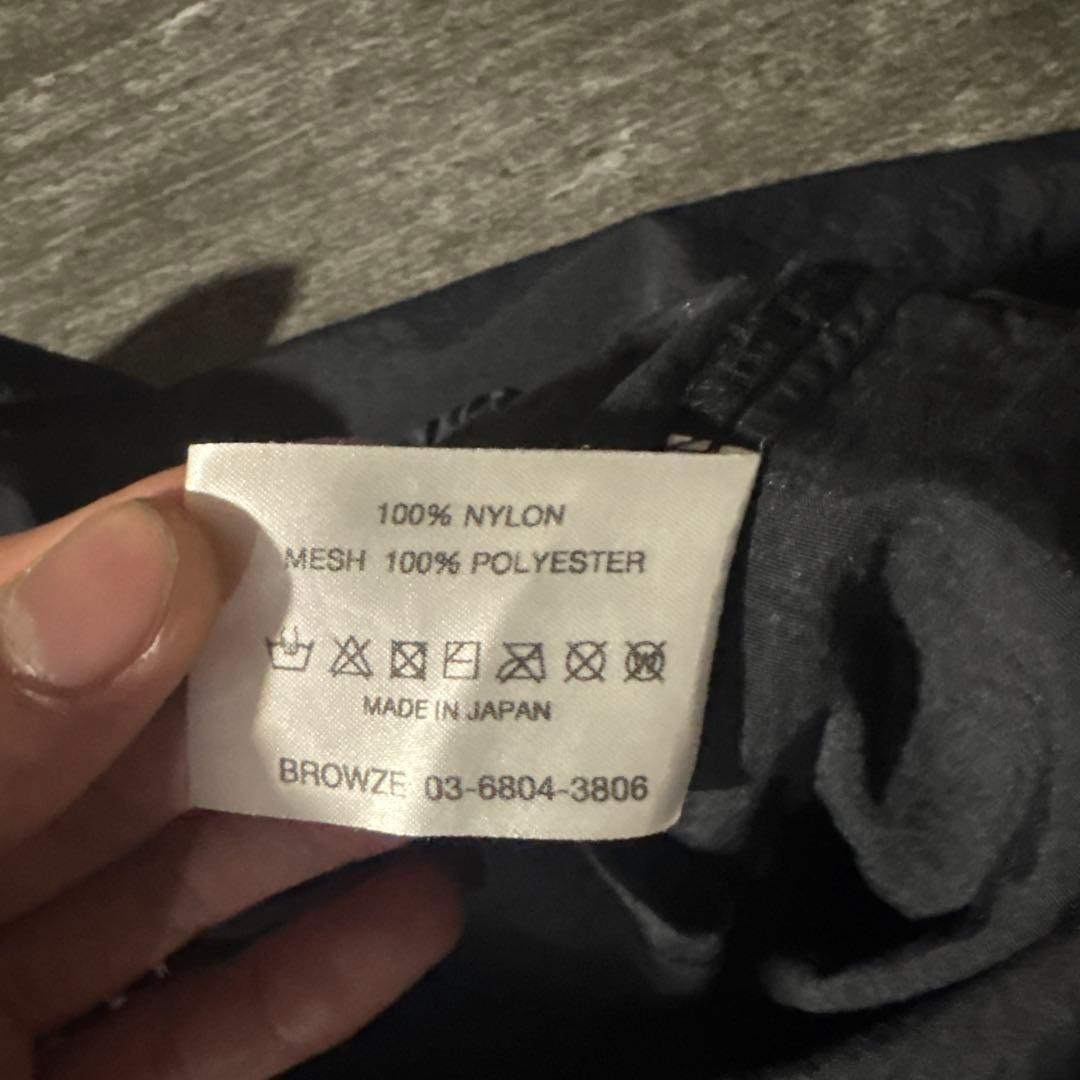 100% NYLON
MESH 100% POLYESTER
W
MADE IN JAPAN
BROWZE 03-6804-3806